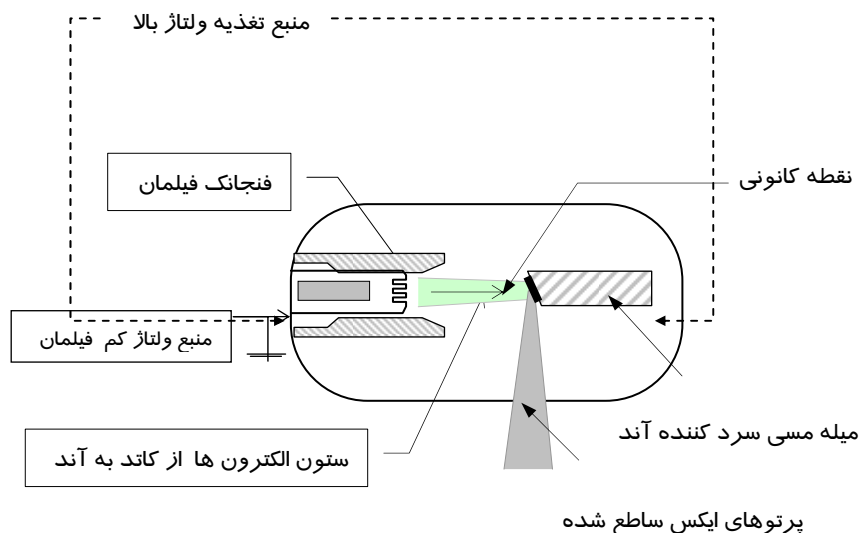 منبع تغذیه ولتاژ بالا
فنجانک فیلمان
نقطه کانونی
منبع ولتاژ کم فیلمان
میله مسی سرد کننده آند
ستون الکترون ها از کاتد به آند
پرتوهای ایکس ساطع شده